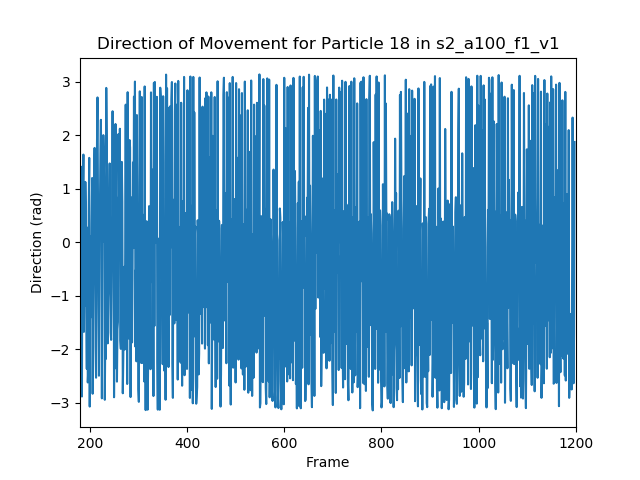 Direction of Movement for Particle 18 in s2_a100_f1_v1
3
2
1
0
−1
−2
−3
Direction (rad)
200 400 600 800 1000 1200
Frame